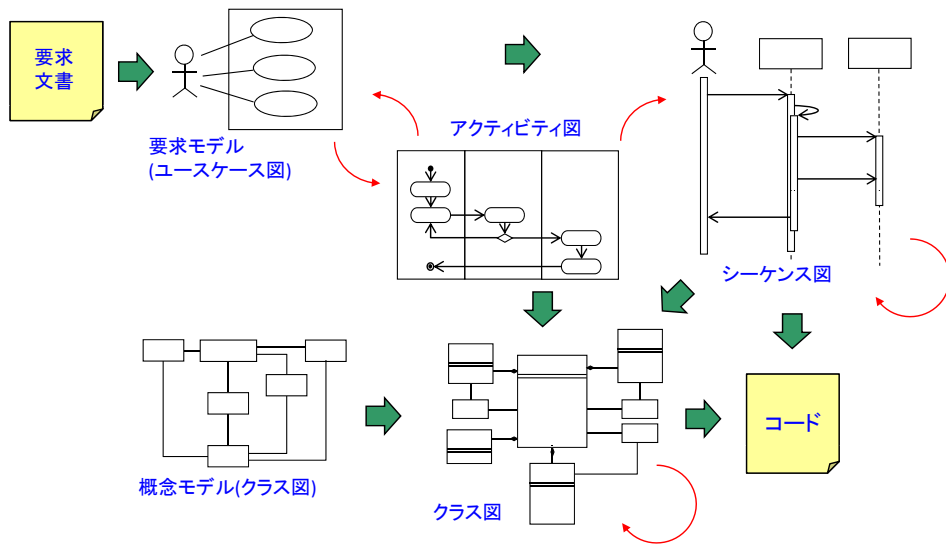 要求
文書
要求モデル
(ユースケース図)
アクティビティ図
シーケンス図
概念モデル(クラス図)
クラス図
コード